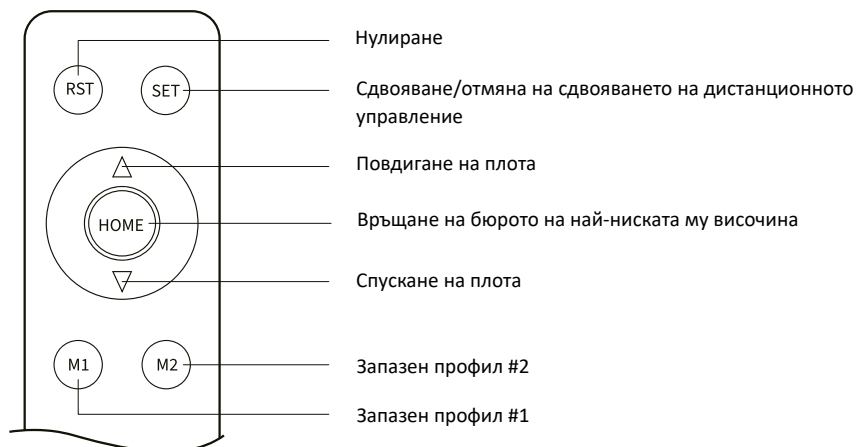 RST
SET
HOME
M1
M2
Нулиране
Сдвояване/отмяна на сдвояването на дистанционното
управление
Повдигане на плота
Връщане на бюрото на най-ниската му височина
Спускане на плота
Запазен профил #2
Запазен профил #1